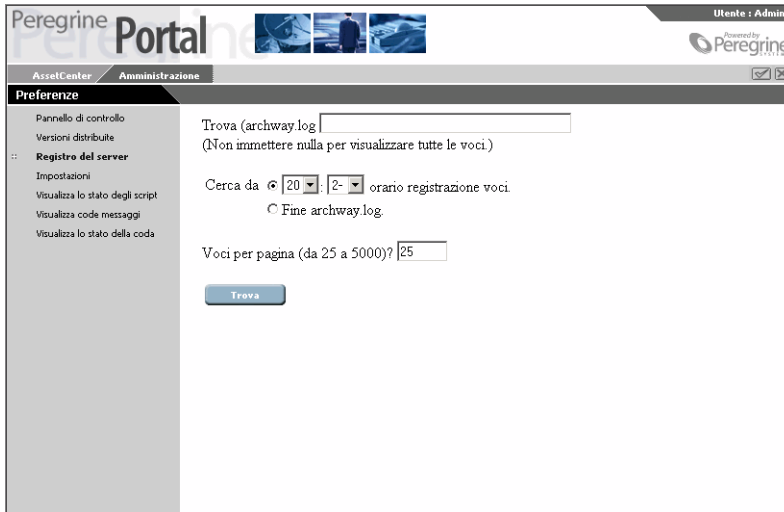 Peregrine Portal
Utente : Admin
Powered by
Peregrine
SYSTEMS
AssetCenter Amministrazione
Preferenze
Pannello di controllo
Versioni distribuite
Registro del server
Impostazioni
Visualizza lo stato degli script
Visualizza code messaggi
Visualizza lo stato della coda
Trova (archway.log
(Non immettere nulla per visualizzare tutte le voci.)
Cerca da 20 : 2- orario registrazione voci.
Fine archway.log.
Voci per pagina (da 25 a 5000)? 25
Trova